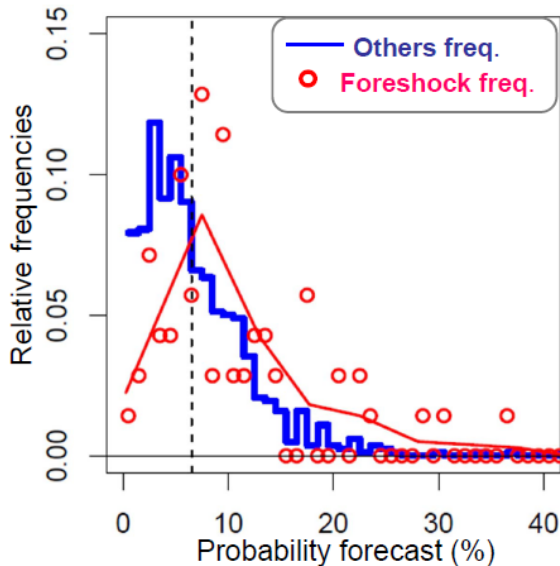 0.15
Others freq.
Foreshock freq.
0.10
Relative frequencies
0.05
0.00
0 10 20 30 40
Probability forecast (%)